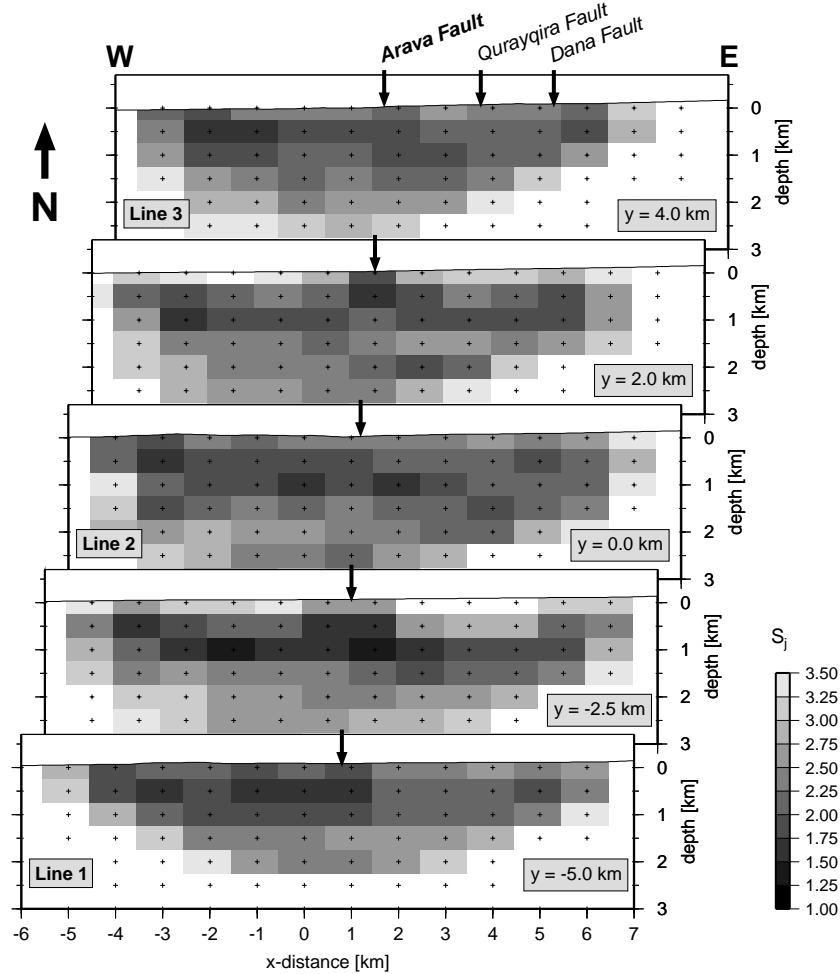 Arava Fault
Qurayqira Fault
Dana Fault
W
E
N
0
1
2
3
depth [km]
Line 3
y = 4.0 km
0
1
2
3
depth [km]
y = 2.0 km
0
1
2
3
depth [km]
Line 2
y = 0.0 km
0
1
2
3
depth [km]
y = -2.5 km
0
1
2
3
depth [km]
Line 1
y = -5.0 km
-6 -5 -4 -3 -2 -1 0 1 2 3 4 5 6 7
x-distance [km]
Sj
3.50
3.25
3.00
2.75
2.50
2.25
2.00
1.75
1.50
1.25
1.00